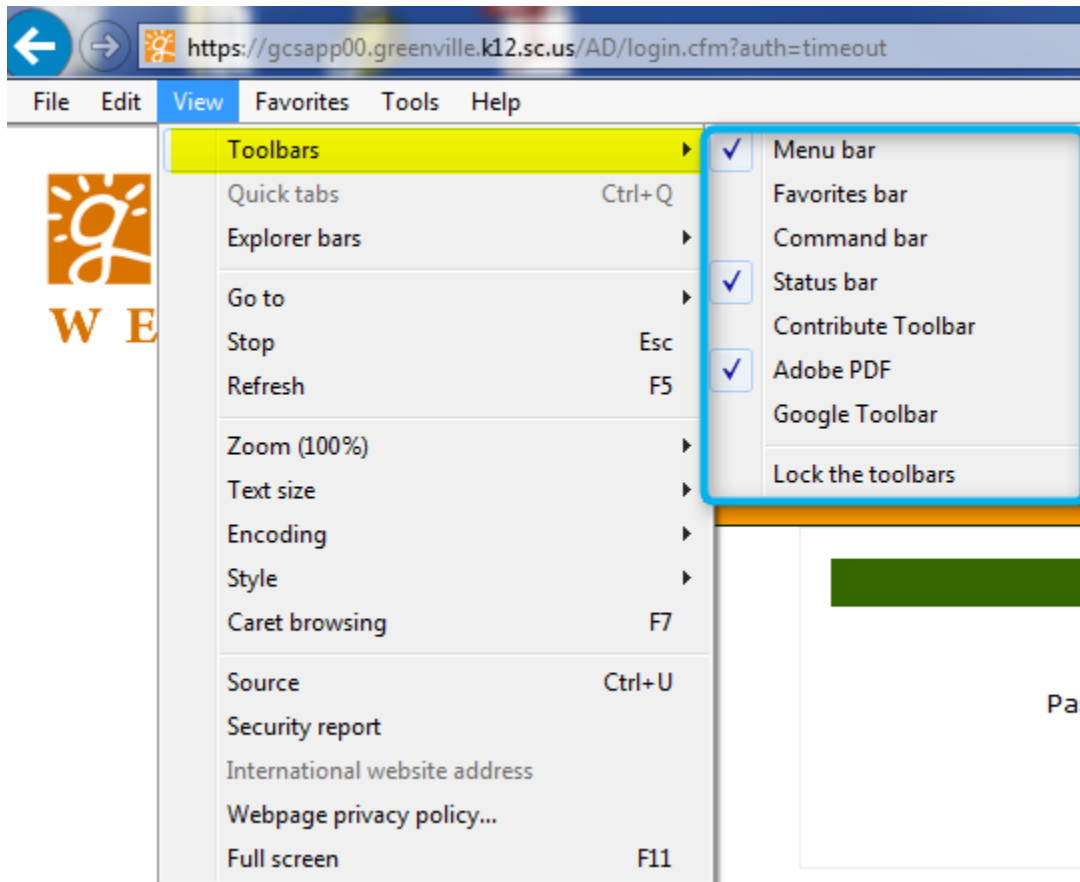 https://gcsapp00.greenville.k12.sc.us/AD/login.cfm?auth=timeout
File Edit View Favorites Tools Help
Toolbars
Quick tabs Ctrl+Q
Explorer bars
Go to
Stop Esc
Refresh F5
Zoom (100%)
Text size
Encoding
Style
Caret browsing F7
Source Ctrl+U
Security report
International website address
Webpage privacy policy...
Full screen F11
✓ Menu bar
Favorites bar
Command bar
✓ Status bar
Contribute Toolbar
✓ Adobe PDF
Google Toolbar
Lock the toolbars
g
W E
Pa